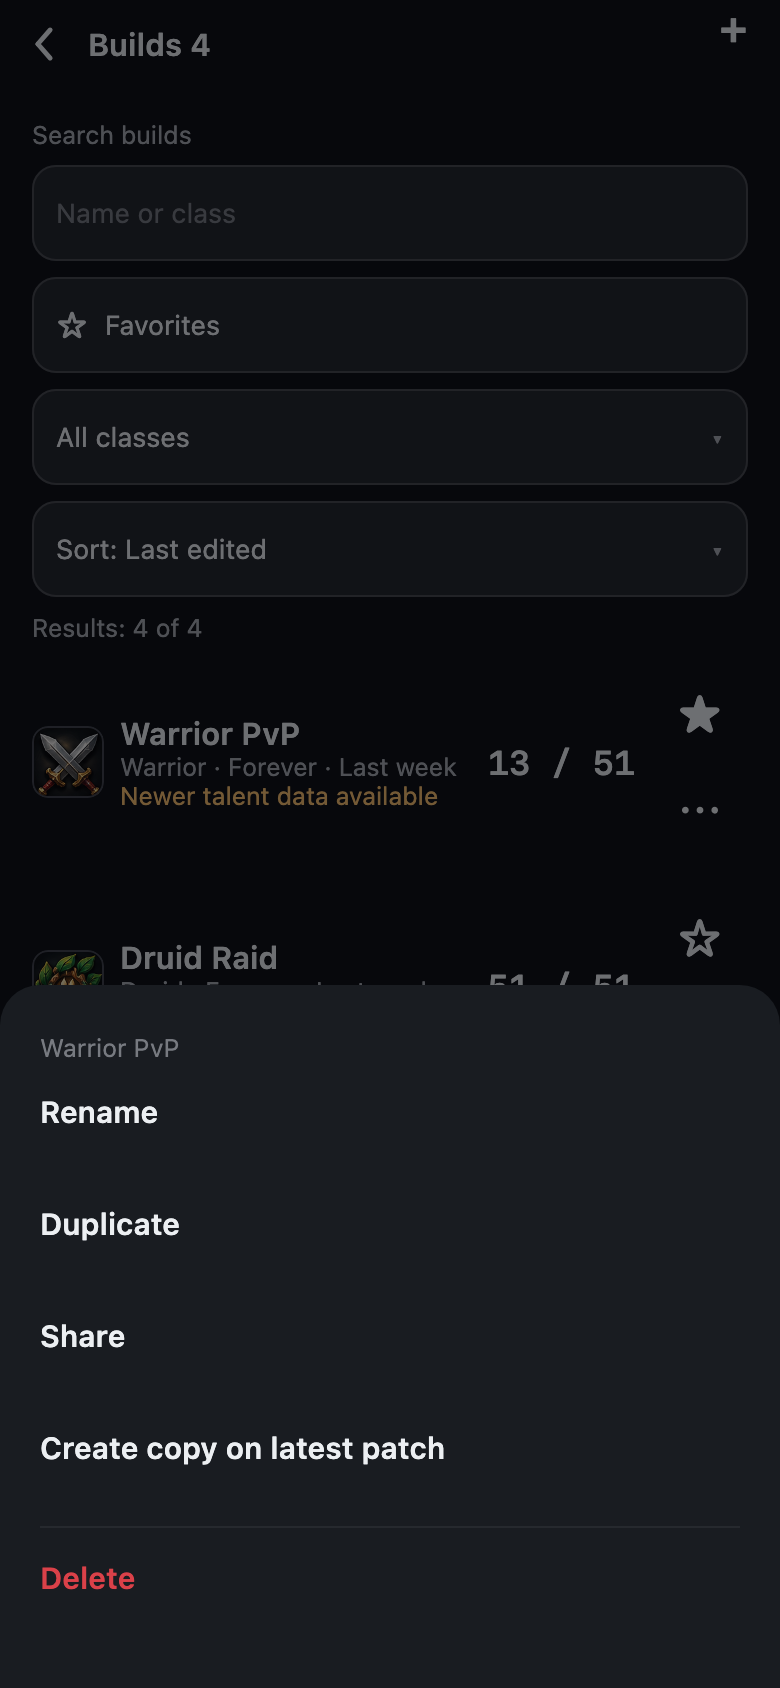 Builds 4
Search builds
Name or class
Favorites
All classes
Sort: Last edited
Results: 4 of 4
Warrior PvP
Warrior · Forever · Last week
Newer talent data available
13 / 51
Druid Raid
51 / 51
Warrior PvP
Rename
Duplicate
Share
Create copy on latest patch
Delete